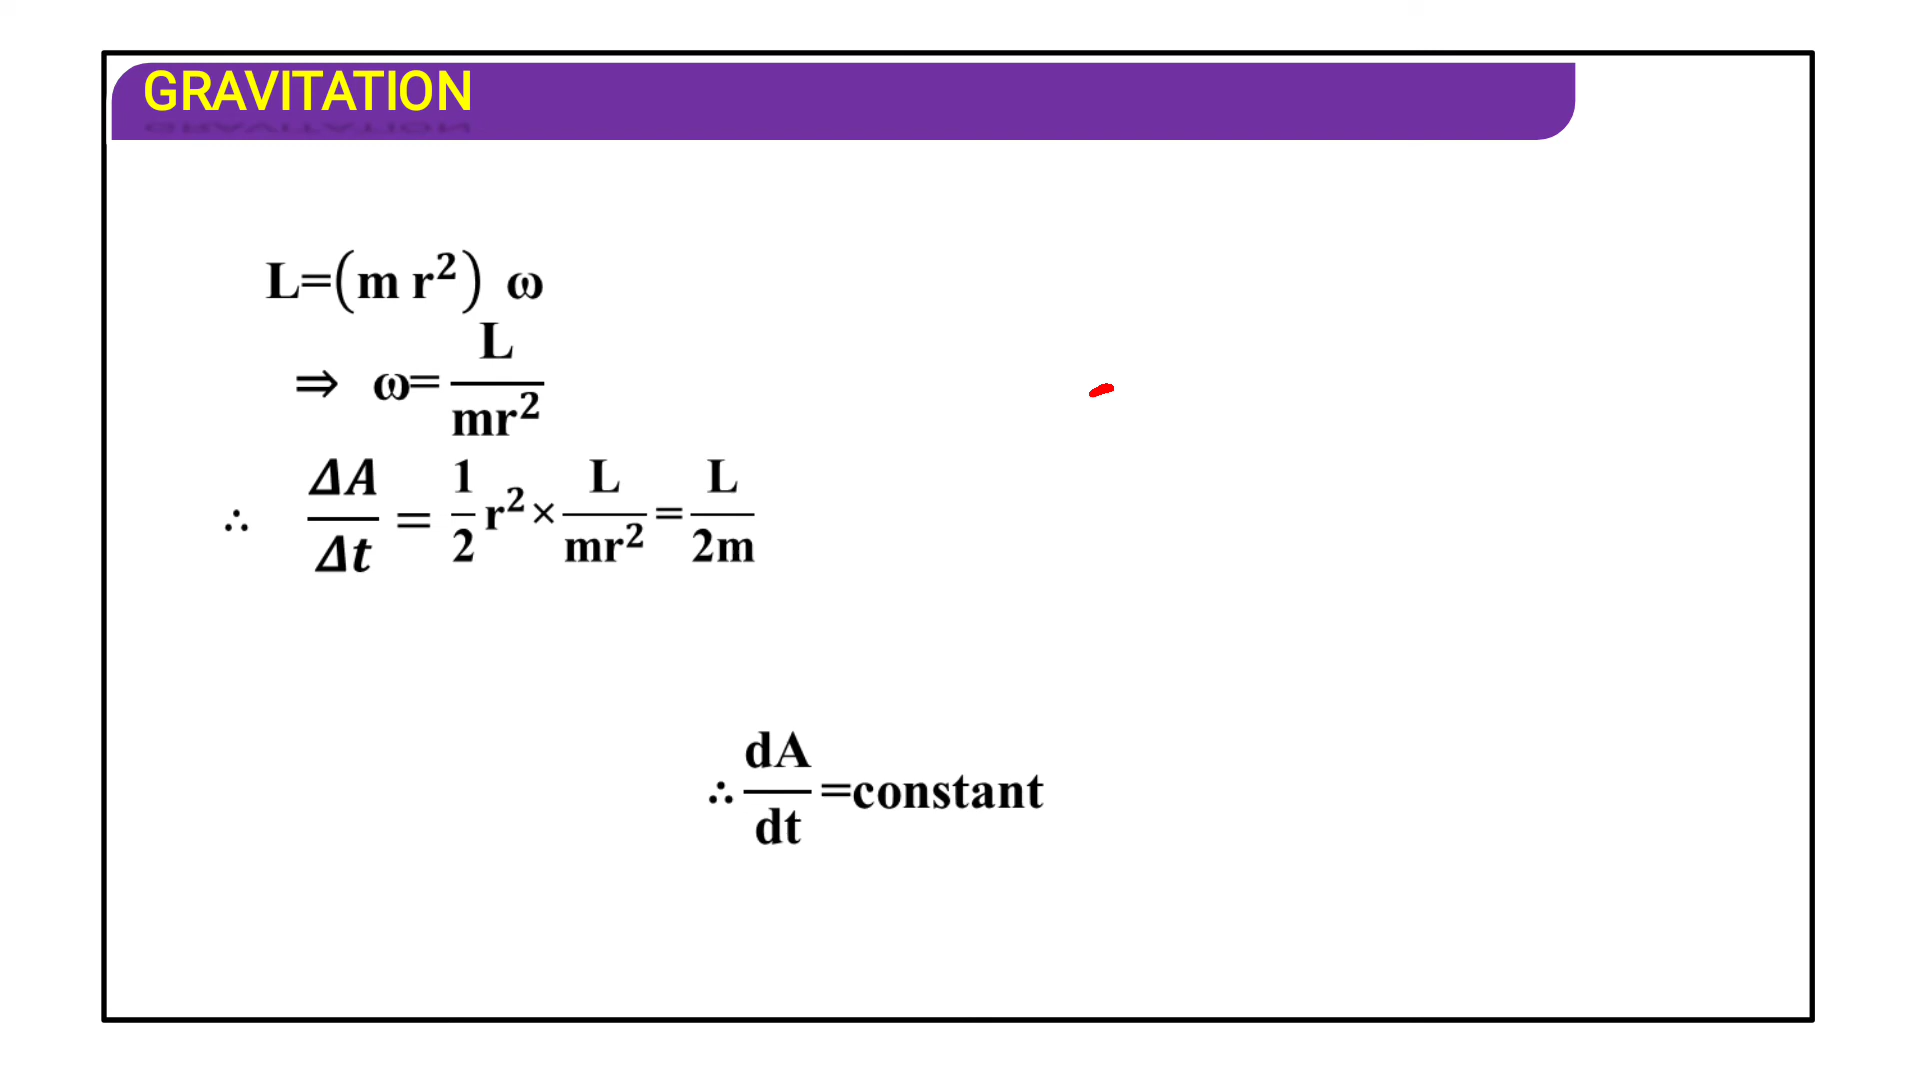 GRAVITATION
L=(m r²) ω
⇒ ω= L/mr²
∴ ΔA/Δt = 1/2 r² × L/mr² = L/2m
∴ dA/dt =constant